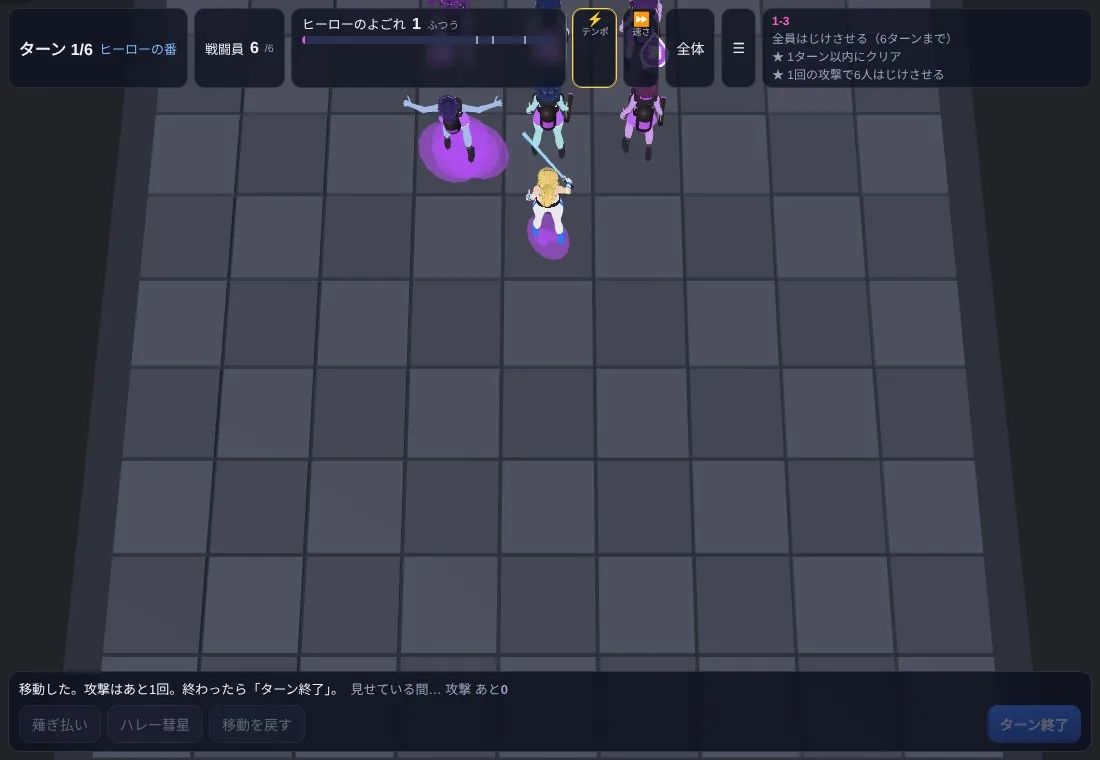 ターン 1/6 ヒーローの番
戦闘員 6 /6
ヒーローのよごれ 1 ふつう
テンポ
速さ
全体
☰
1-3
全員はじけさせる（6ターンまで）
★ 1ターン以内にクリア
★ 1回の攻撃で6人はじけさせる
移動した。攻撃はあと1回。終わったら「ターン終了」。 見せている間… 攻撃 あと0
薙ぎ払い
ハレー彗星
移動を戻す
ターン終了